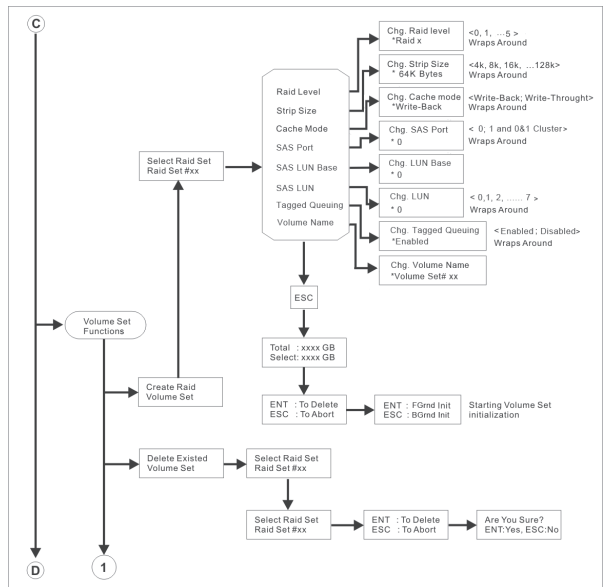 C
Chg. Raid level
*Raid x
<0, 1, ...5 >
Wraps Around
Chg. Strip Size
* 64K Bytes
<4k, 8k, 16k, ...128k>
Wraps Around
Raid Level
Strip Size
Cache Mode
SAS Port
SAS LUN Base
SAS LUN
Tagged Queuing
Volume Name
Chg. Cache mode
*Write-Back
<Write-Back; Write-Throught>
Wraps Around
Chg. SAS Port
* 0
< 0; 1 and 0&1 Cluster>
Wraps Around
Select Raid Set
Raid Set #xx
Chg. LUN Base
* 0
Chg. LUN
* 0
< 0,1, 2, ...... 7 >
Wraps Around
Chg. Tagged Queuing
*Enabled
<Enabled; Disabled>
Wraps Around
Chg. Volume Name
*Volume Set# xx
ESC
Volume Set
Functions
Total : xxxx GB
Select: xxxx GB
Create Raid
Volume Set
ENT : To Delete
ESC : To Abort
ENT : FGrnd Init
ESC : BGrnd Init
Starting Volume Set
initialization
Delete Existed
Volume Set
Select Raid Set
Raid Set #xx
Select Raid Set
Raid Set #xx
ENT : To Delete
ESC : To Abort
Are You Sure?
ENT:Yes, ESC:No
D
1